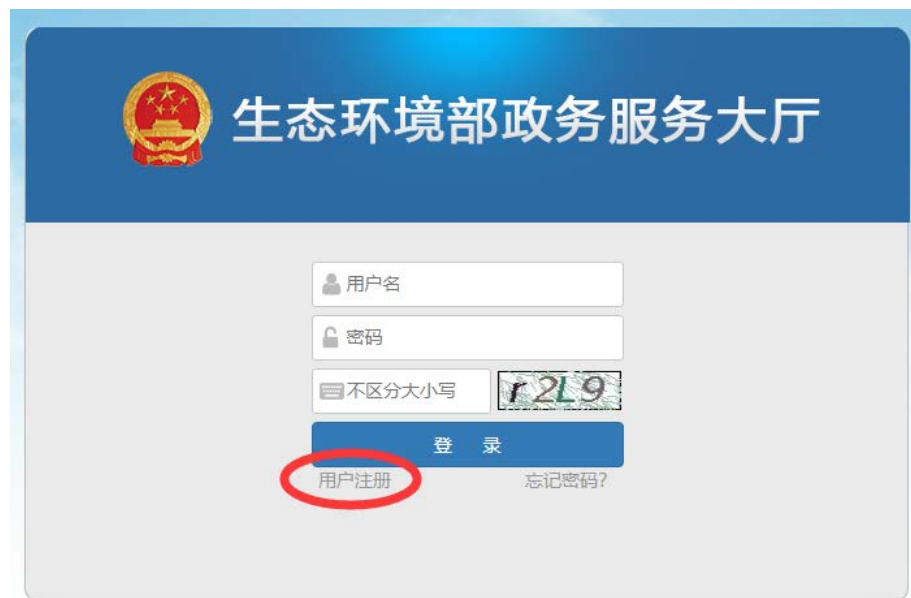 生态环境部政务服务大厅
用户名
密码
不区分大小写 r2L9
登 录
用户注册 忘记密码?